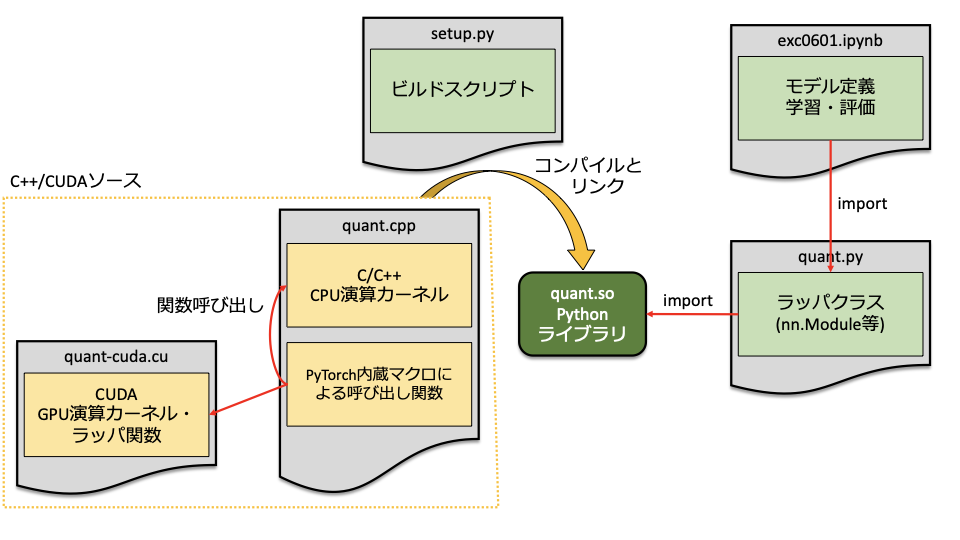 setup.py
ビルドスクリプト
exc0601.ipynb
モデル定義
学習・評価
コンパイルと
リンク
C++/CUDAソース
import
quant.cpp
C/C++
CPU演算カーネル
関数呼び出し
PyTorch内蔵マクロに
よる呼び出し関数
quant-cuda.cu
CUDA
GPU演算カーネル・
ラッパ関数
quant.so
Python
ライブラリ
import
quant.py
ラッパクラス
(nn.Module等)